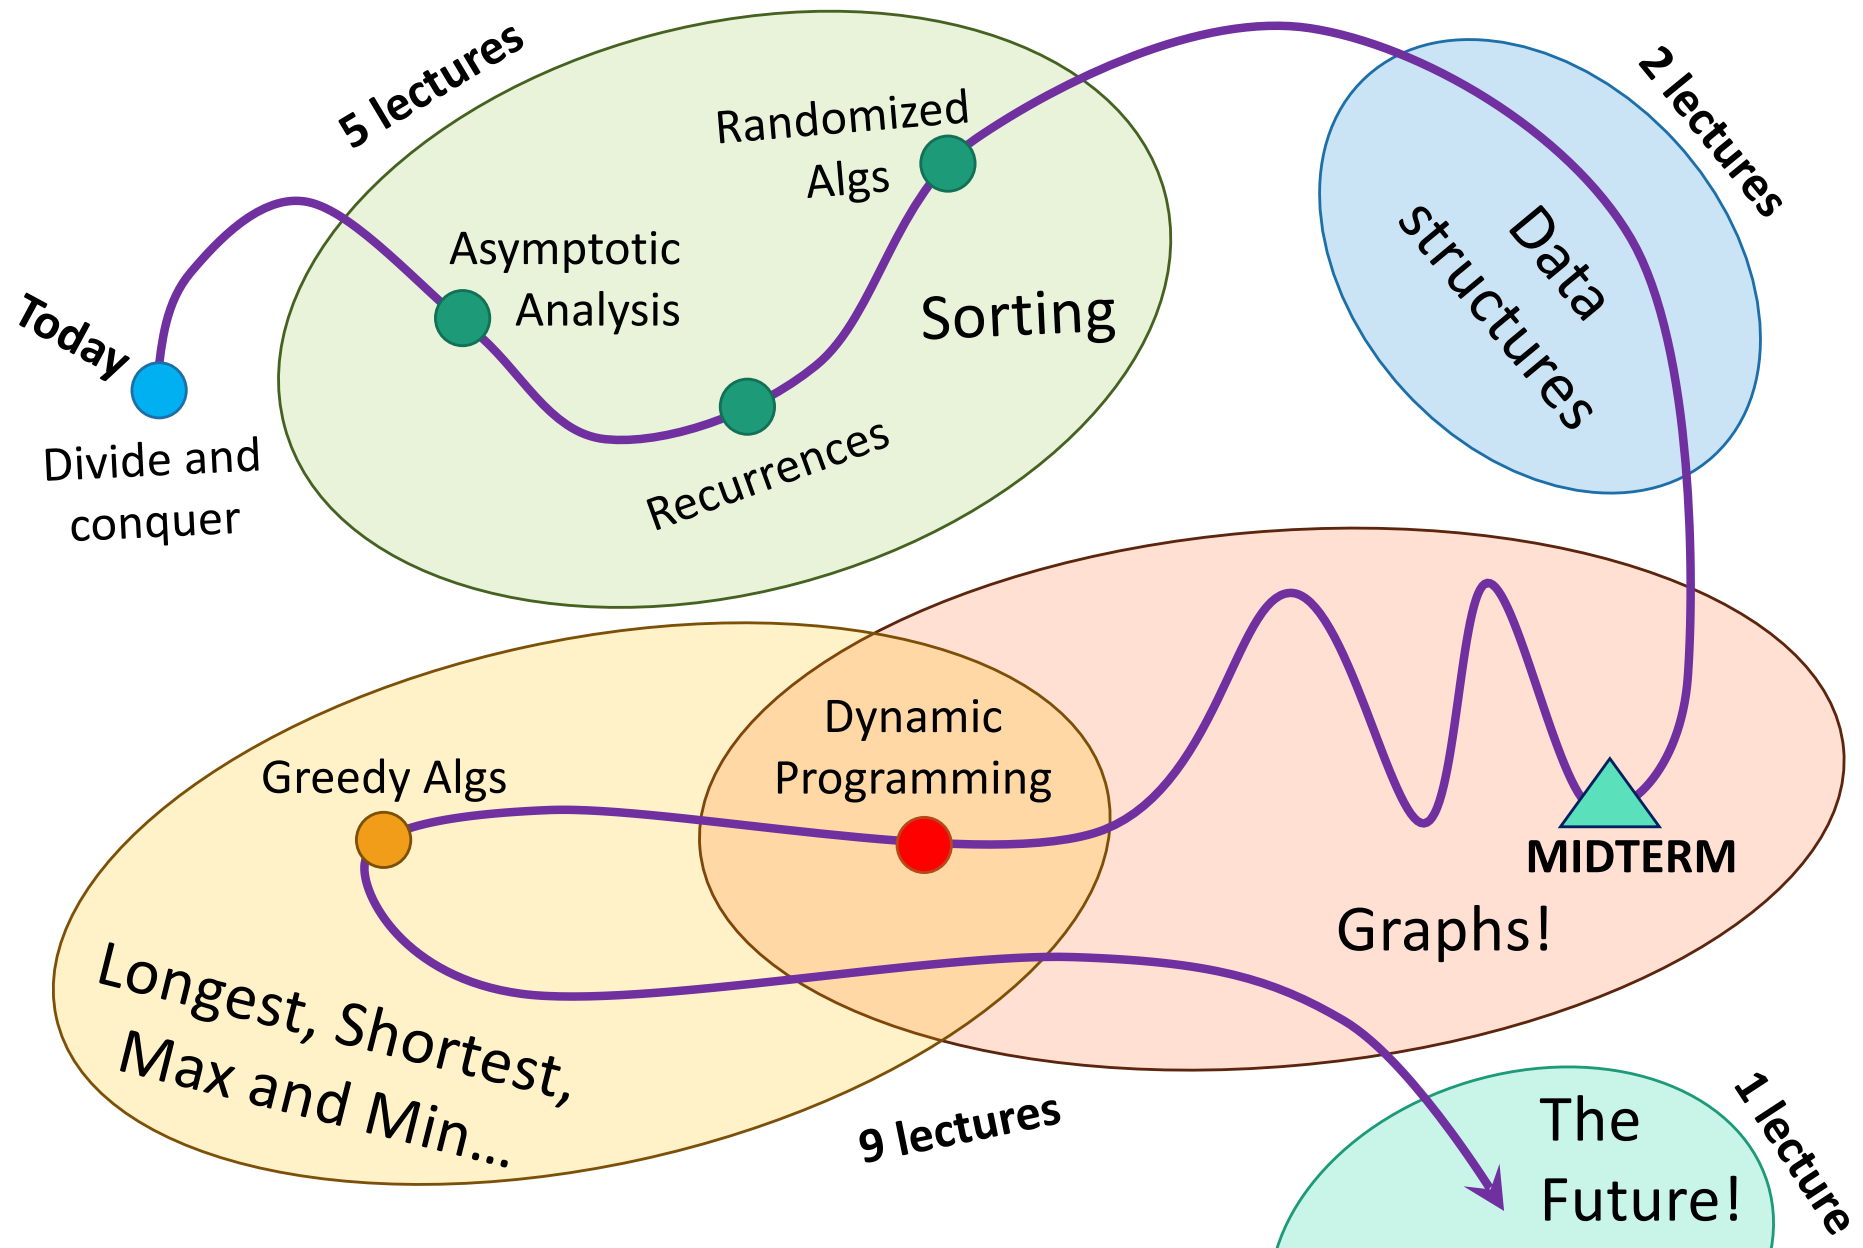 5 lectures
Randomized
Algs
Asymptotic
Analysis
Sorting
Recurrences
Today
Divide and
conquer
2 lectures
Data
structures
Dynamic
Programming
Greedy Algs
MIDTERM
Graphs!
Longest, Shortest,
Max and Min...
9 lectures
The
Future!
1 lecture